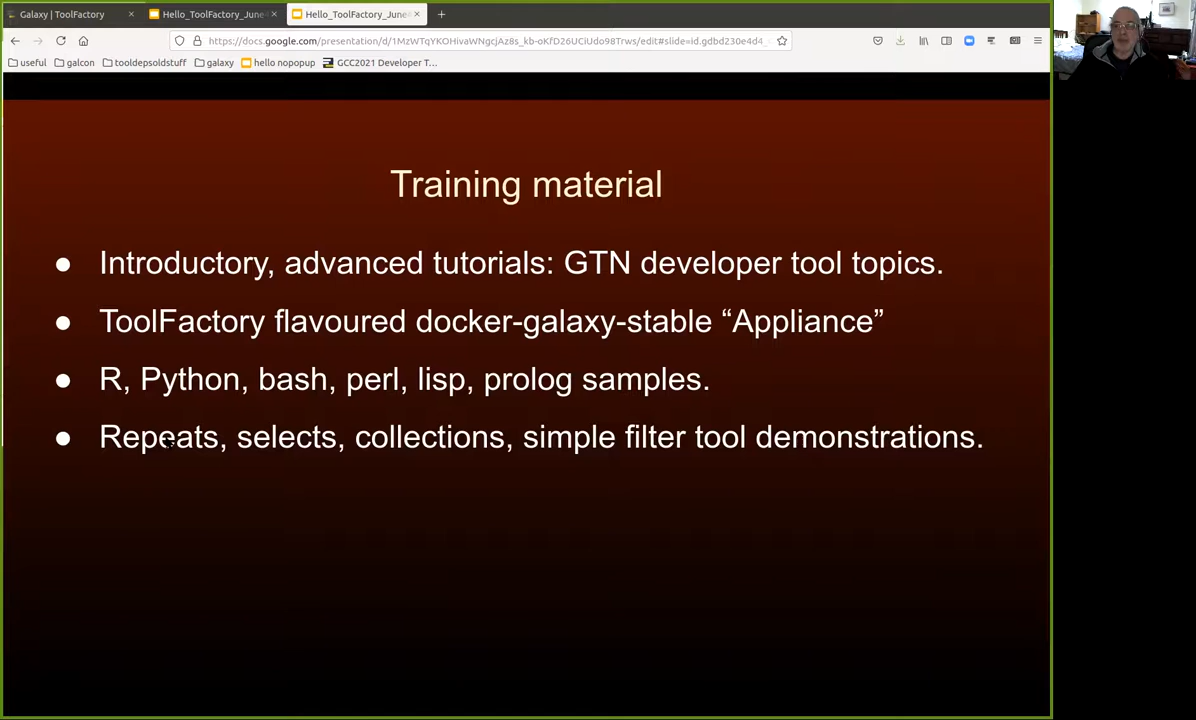 Galaxy | ToolFactory
Hello_ToolFactory_June
Hello_ToolFactory_June
https://docs.google.com/presentation/d/1MzWTqYKOHivaWNgcjAz8s_kb-oKfD26UCiUdo98Trws/edit#slide=id.gdbd230e4d4_
useful galcon tooldepsoldstuff galaxy hello nopopup GCC2021 Developer T...
Training material
● Introductory, advanced tutorials: GTN developer tool topics.
● ToolFactory flavoured docker-galaxy-stable “Appliance”
● R, Python, bash, perl, lisp, prolog samples.
● Repeats, selects, collections, simple filter tool demonstrations.